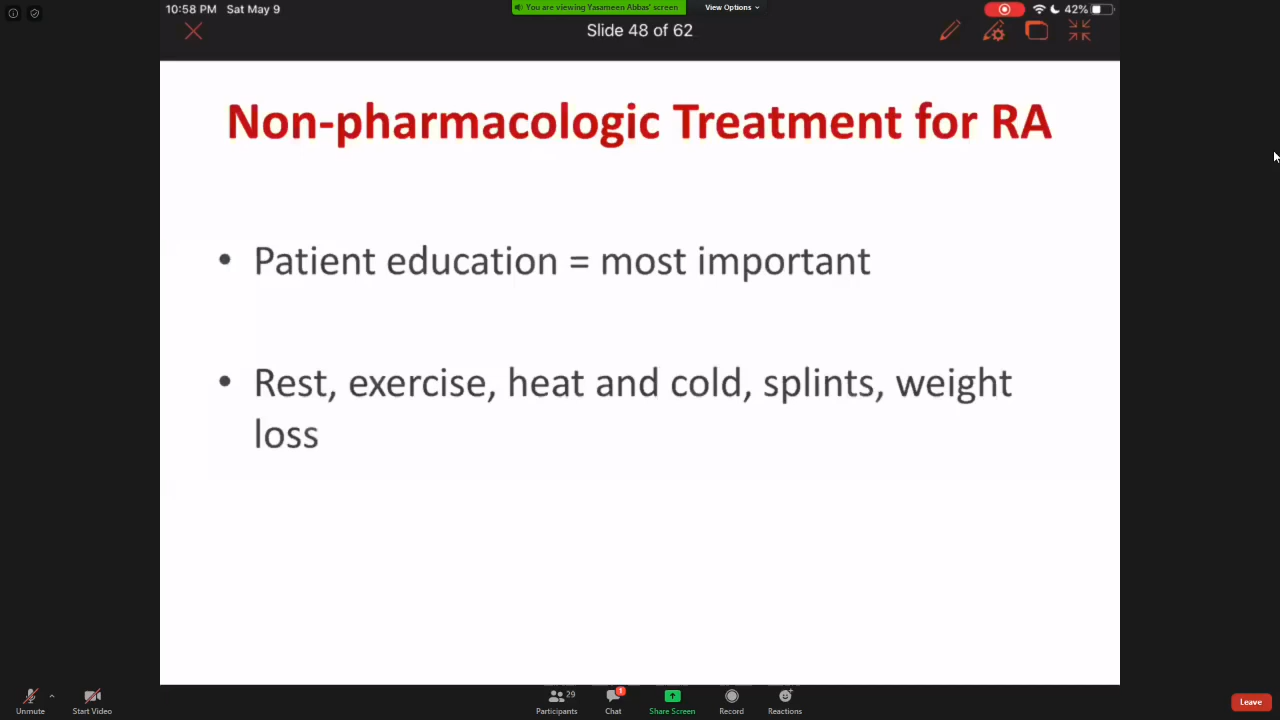 10:58 PM Sat May 9
You are viewing Yasameen Abbas' screen
View Options
42%
Slide 48 of 62
Non-pharmacologic Treatment for RA
• Patient education = most important
• Rest, exercise, heat and cold, splints, weight
loss
Unmute
Start Video
29
Participants
1
Chat
Share Screen
Record
Reactions
Leave